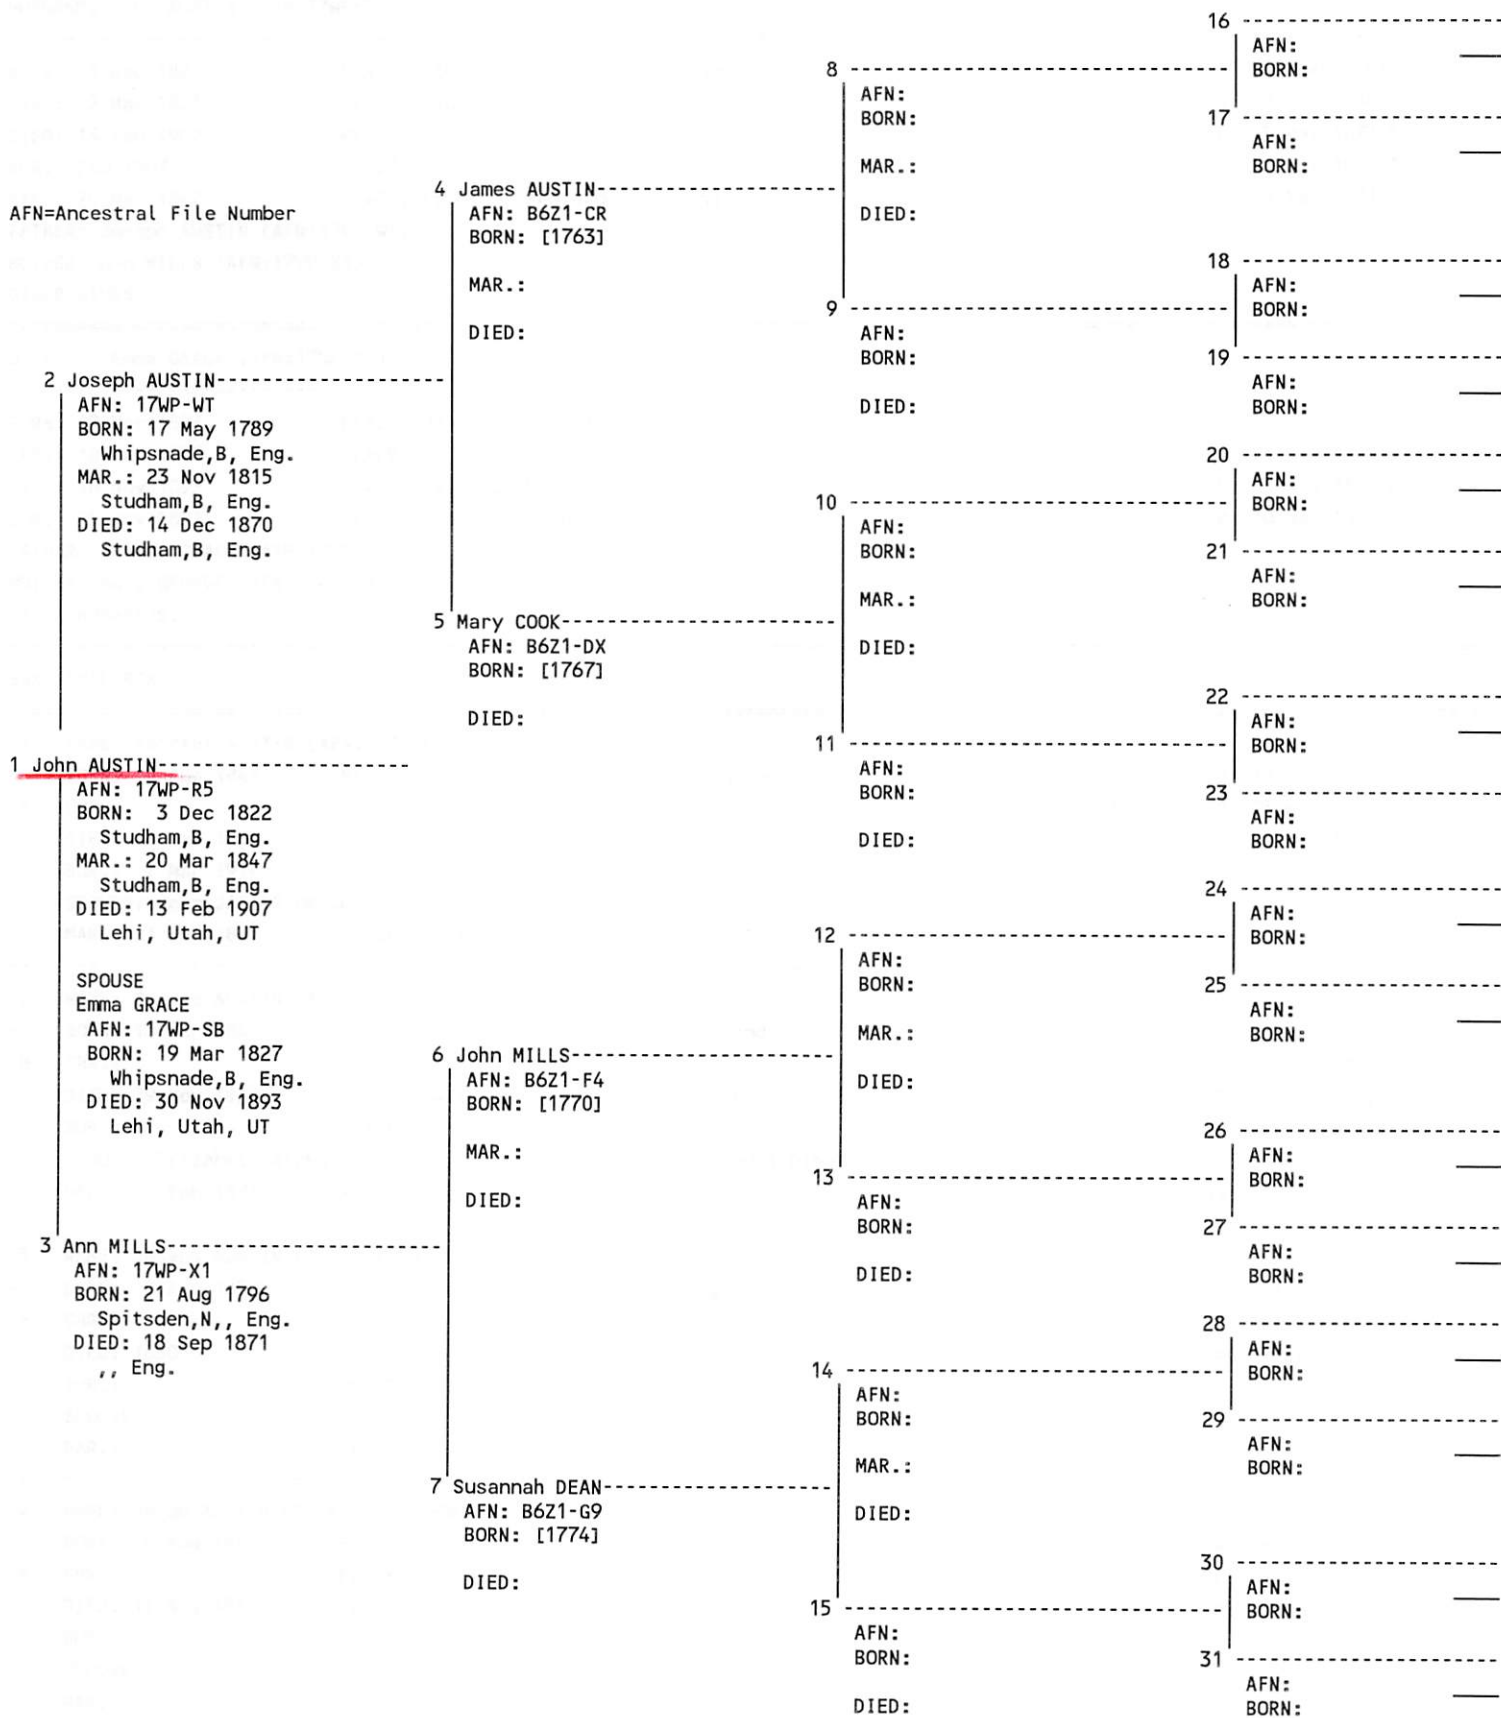 AFN=Ancestral File Number
1 John AUSTIN
AFN: 17WP-R5
BORN: 3 Dec 1822
Studham,B, Eng.
MAR.: 20 Mar 1847
Studham,B, Eng.
DIED: 13 Feb 1907
Lehi, Utah, UT
SPOUSE
Emma GRACE
AFN: 17WP-SB
BORN: 19 Mar 1827
Whipsnade,B, Eng.
DIED: 30 Nov 1893
Lehi, Utah, UT
2 Joseph AUSTIN
AFN: 17WP-WT
BORN: 17 May 1789
Whipsnade,B, Eng.
MAR.: 23 Nov 1815
Studham,B, Eng.
DIED: 14 Dec 1870
Studham,B, Eng.
3 Ann MILLS
AFN: 17WP-X1
BORN: 21 Aug 1796
Spitsden,N,, Eng.
DIED: 18 Sep 1871
,, Eng.
4 James AUSTIN
AFN: B6Z1-CR
BORN: [1763]
MAR.:
DIED:
5 Mary COOK
AFN: B6Z1-DX
BORN: [1767]
DIED:
6 John MILLS
AFN: B6Z1-F4
BORN: [1770]
MAR.:
DIED:
7 Susannah DEAN
AFN: B6Z1-G9
BORN: [1774]
DIED:
8
AFN:
BORN:
MAR.:
DIED:
9
AFN:
BORN:
DIED:
10
AFN:
BORN:
MAR.:
DIED:
11
AFN:
BORN:
DIED:
12
AFN:
BORN:
MAR.:
DIED:
13
AFN:
BORN:
DIED:
14
AFN:
BORN:
MAR.:
DIED:
15
AFN:
BORN:
DIED:
16
AFN:
BORN:
17
AFN:
BORN:
18
AFN:
BORN:
19
AFN:
BORN:
20
AFN:
BORN:
21
AFN:
BORN:
22
AFN:
BORN:
23
AFN:
BORN:
24
AFN:
BORN:
25
AFN:
BORN:
26
AFN:
BORN:
27
AFN:
BORN:
28
AFN:
BORN:
29
AFN:
BORN:
30
AFN:
BORN:
31
AFN:
BORN: